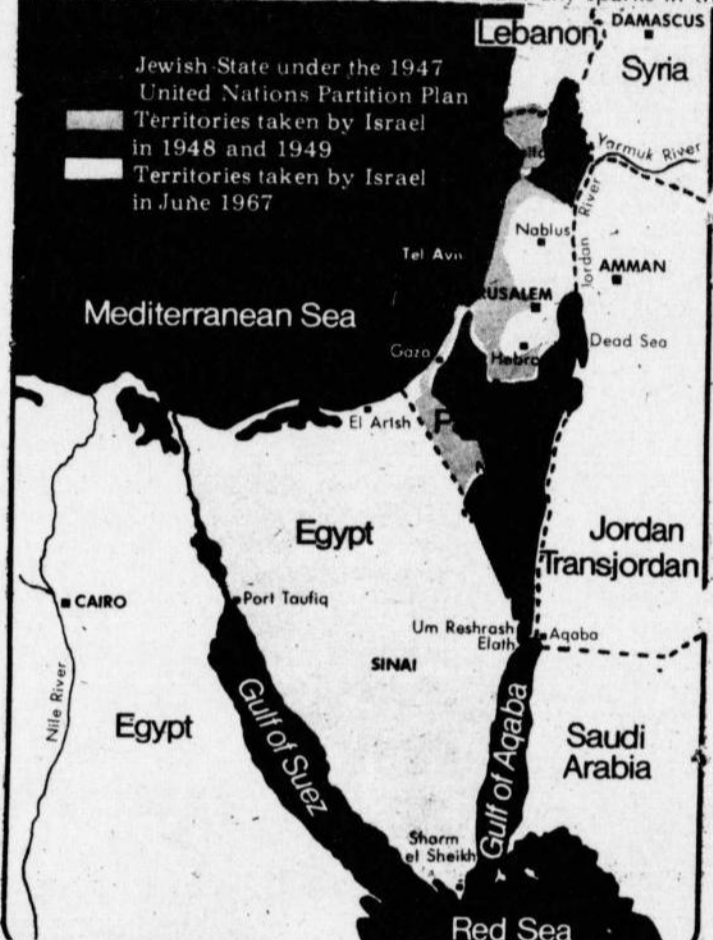 DAMASCUS
Lebanon
Syria
Jewish State under the 1947
United Nations Partition Plan
Territories taken by Israel
in 1948 and 1949
Territories taken by Israel
in June 1967
Yarmuk River
Jordan River
Nablus
Tel Aviv
AMMAN
RUSALEM
Mediterranean Sea
Dead Sea
Gaza
Hebro
El Arish
Egypt
Jordan
Transjordan
CAIRO
Port Taufiq
Um Reshrash
Elath
Aqaba
SINAI
Nile River
Gulf of Suez
Gulf of Aqaba
Egypt
Saudi
Arabia
Sharm
el Sheikh
Red Sea